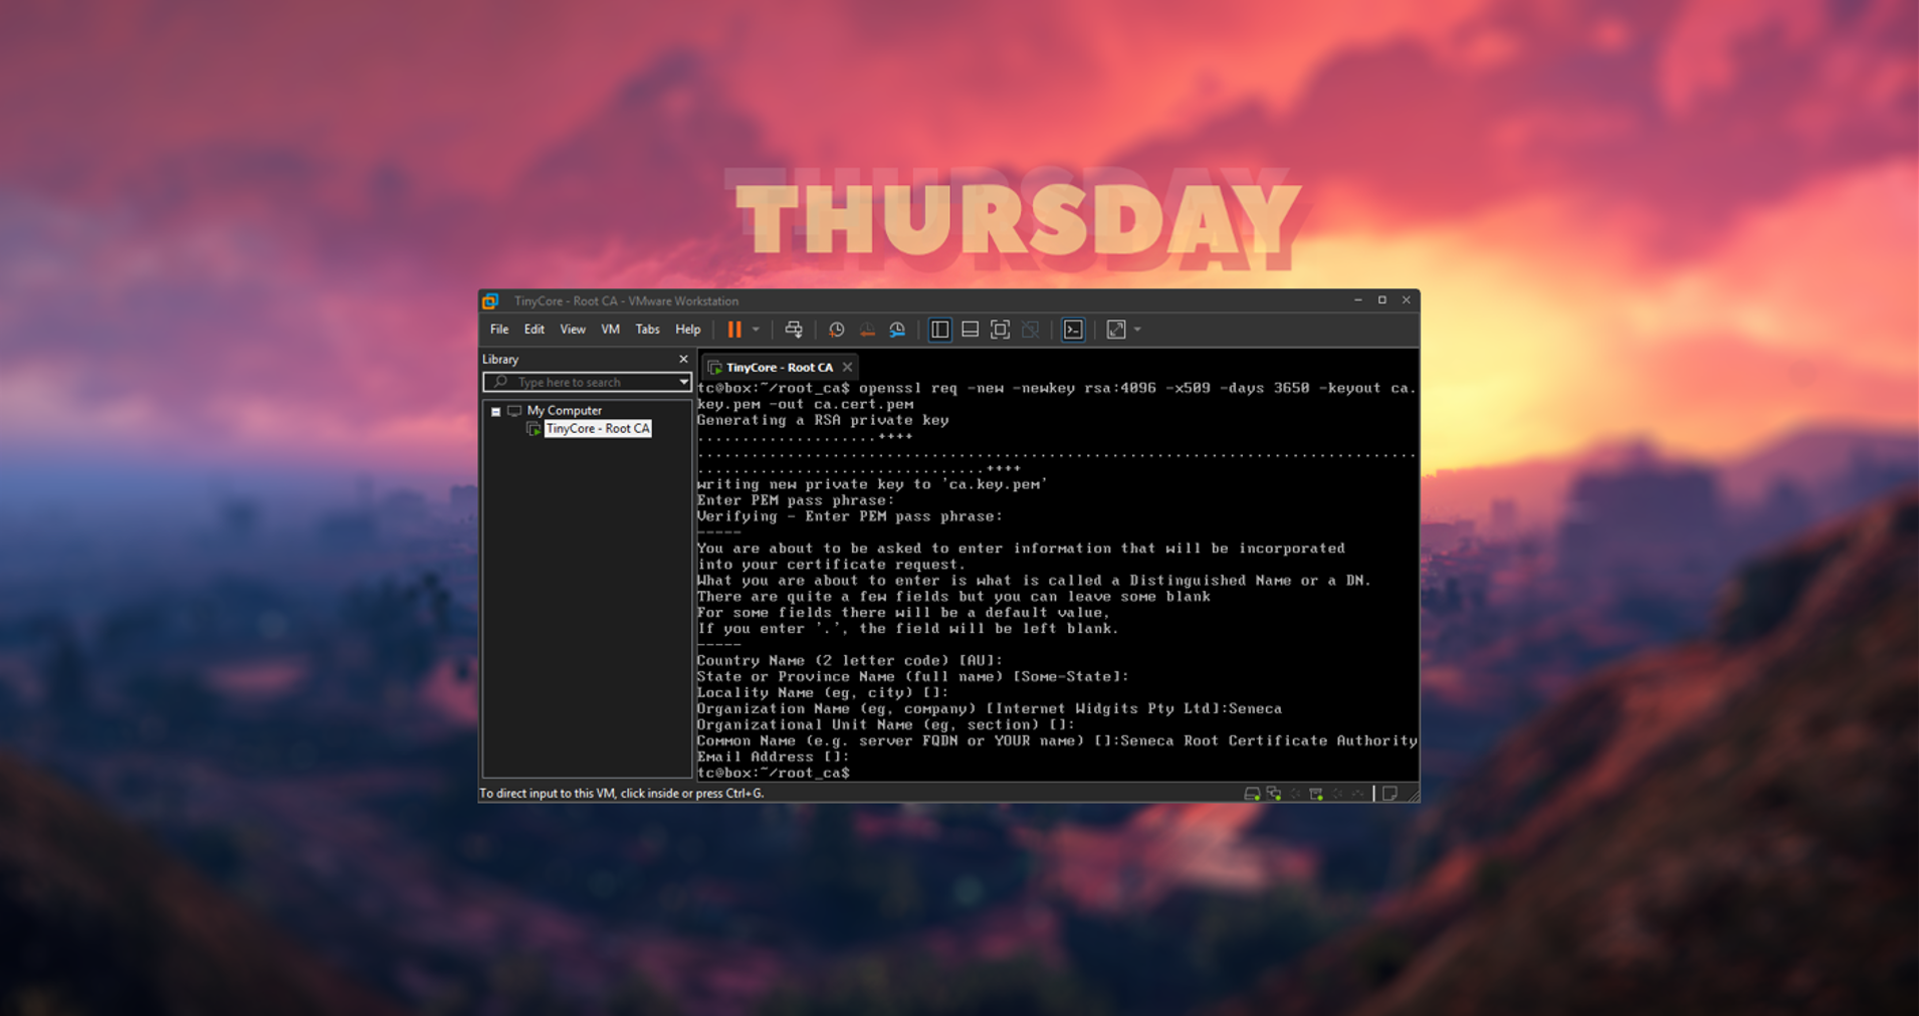 THURSDAY
TinyCore - Root CA - VMware Workstation
File Edit View VM Tabs Help
Library
Type here to search
My Computer
TinyCore - Root CA
TinyCore - Root CA
tc@box:~/root_ca$ openssl req -new -newkey rsa:4096 -x509 -days 3650 -keyout ca.
key.pem -out ca.cert.pem
Generating a RSA private key
....................++++
................................................................................
................................++++
writing new private key to 'ca.key.pem'
Enter PEM pass phrase:
Verifying - Enter PEM pass phrase:
-----
You are about to be asked to enter information that will be incorporated
into your certificate request.
What you are about to enter is what is called a Distinguished Name or a DN.
There are quite a few fields but you can leave some blank
For some fields there will be a default value,
If you enter '.', the field will be left blank.
-----
Country Name (2 letter code) [AU]:
State or Province Name (full name) [Some-State]:
Locality Name (eg, city) []:
Organization Name (eg, company) [Internet Widgits Pty Ltd]:Seneca
Organizational Unit Name (eg, section) []:
Common Name (e.g. server FQDN or YOUR name) []:Seneca Root Certificate Authority
Email Address []:
tc@box:~/root_ca$
To direct input to this VM, click inside or press Ctrl+G.